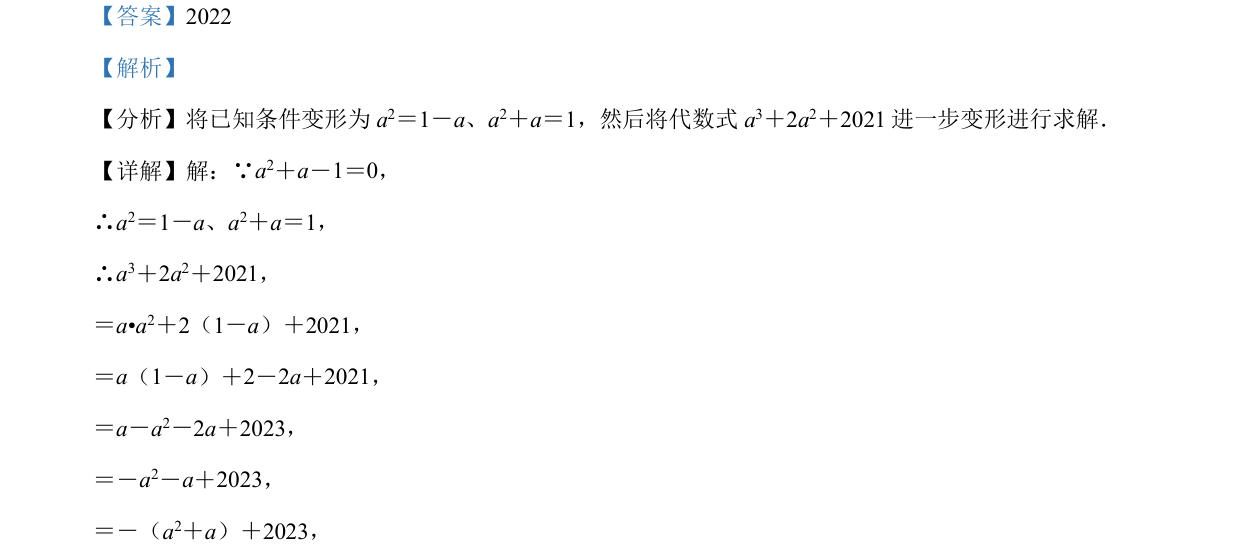 【答案】2022
【解析】
【分析】将已知条件变形为 a²＝1－a、a²＋a＝1，然后将代数式 a³＋2a²＋2021 进一步变形进行求解．
【详解】解：∵a²＋a－1＝0，
∴a²＝1－a、a²＋a＝1，
∴a³＋2a²＋2021，
＝a•a²＋2（1－a）＋2021，
＝a（1－a）＋2－2a＋2021，
＝a－a²－2a＋2023，
＝－a²－a＋2023，
＝－（a²＋a）＋2023，